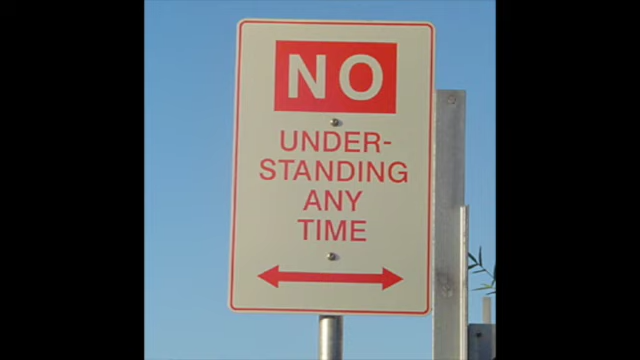 NO
UNDER-
STANDING
ANY
TIME